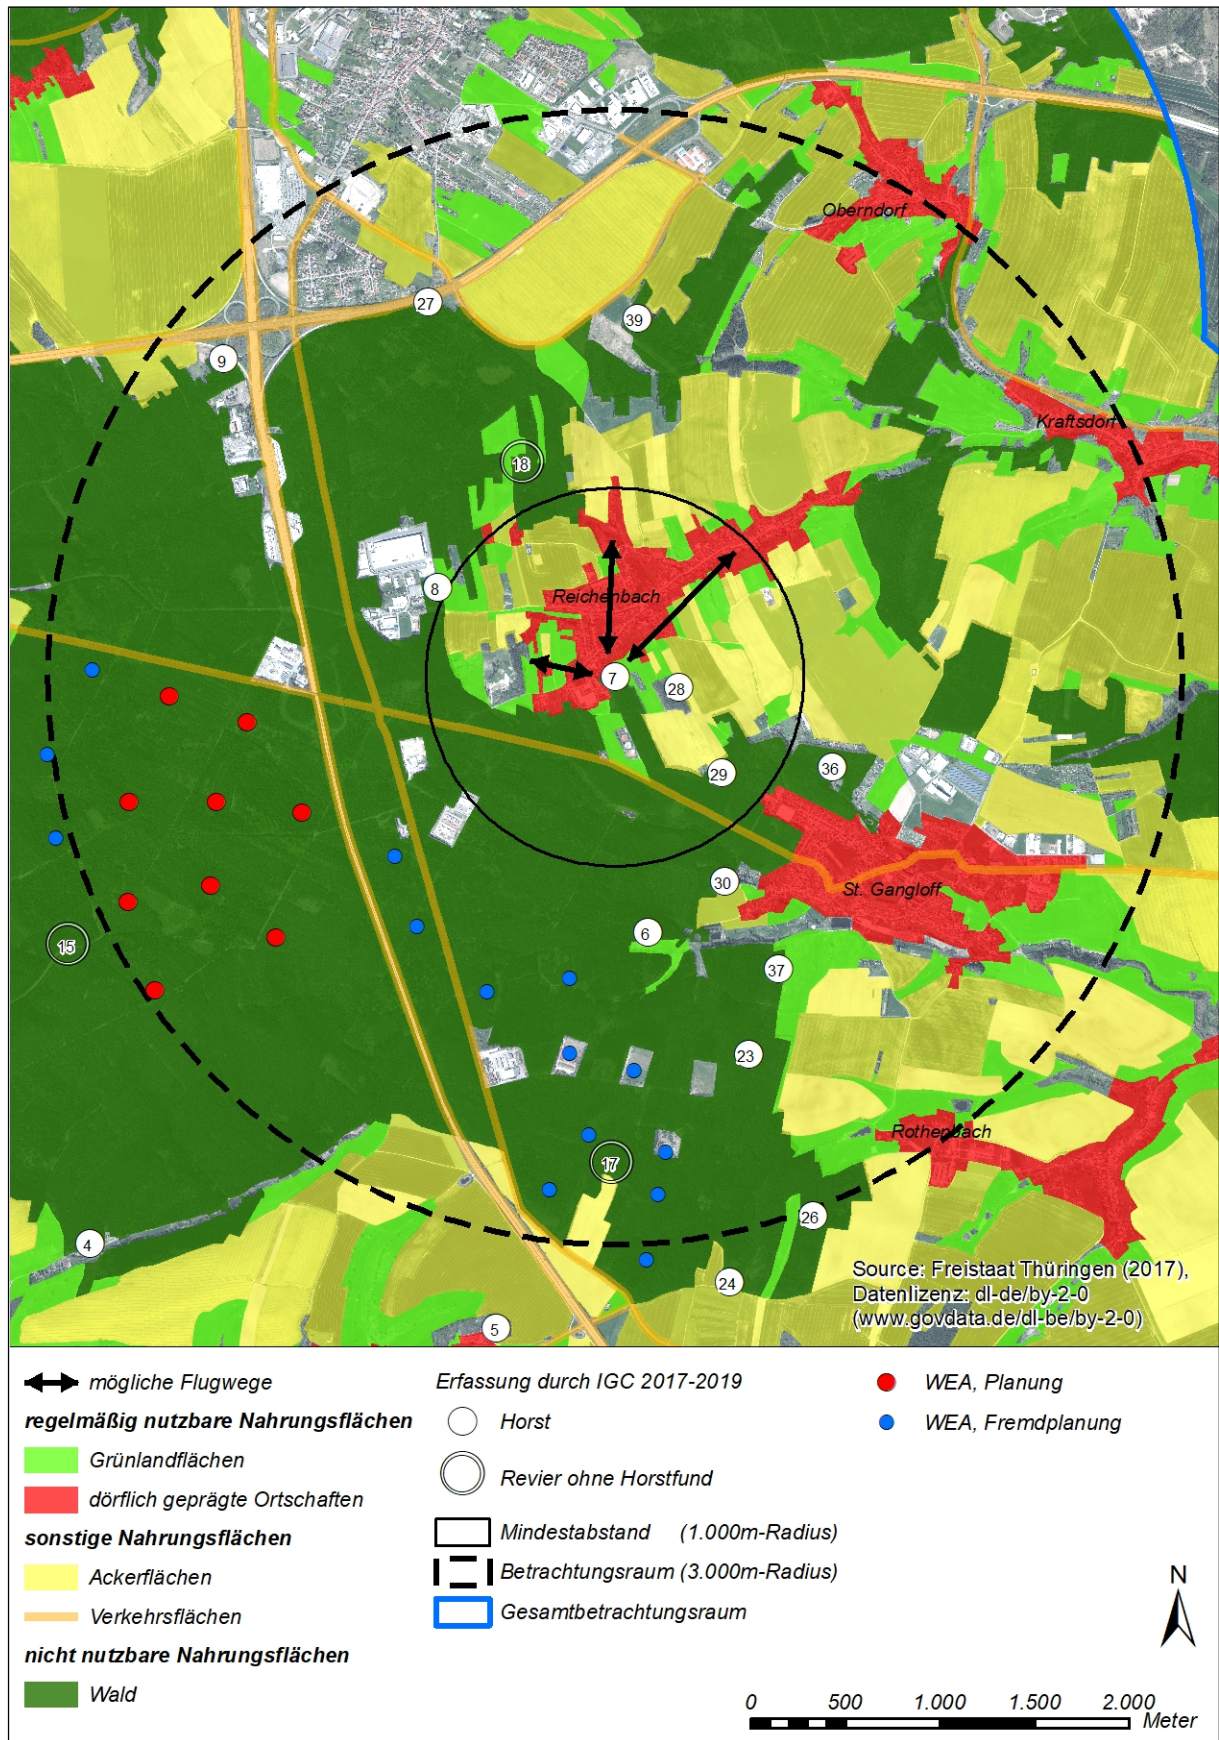 Oberndorf
27
39
9
Kraftsdorf
18
8
Reichenbach
7
28
29
36
30
St. Gangloff
6
15
37
23
Rothenbach
17
26
4
24
5
Source: Freistaat Thüringen (2017),
Datenlizenz: dl-de/by-2-0
(www.govdata.de/dl-be/by-2-0)
mögliche Flugwege
regelmäßig nutzbare Nahrungsflächen
Grünlandflächen
dörflich geprägte Ortschaften
sonstige Nahrungsflächen
Ackerflächen
Verkehrsflächen
nicht nutzbare Nahrungsflächen
Wald
Erfassung durch IGC 2017-2019
Horst
Revier ohne Horstfund
Mindestabstand (1.000m-Radius)
Betrachtungsraum (3.000m-Radius)
Gesamtbetrachtungsraum
WEA, Planung
WEA, Fremdplanung
N
0 500 1.000 1.500 2.000
Meter